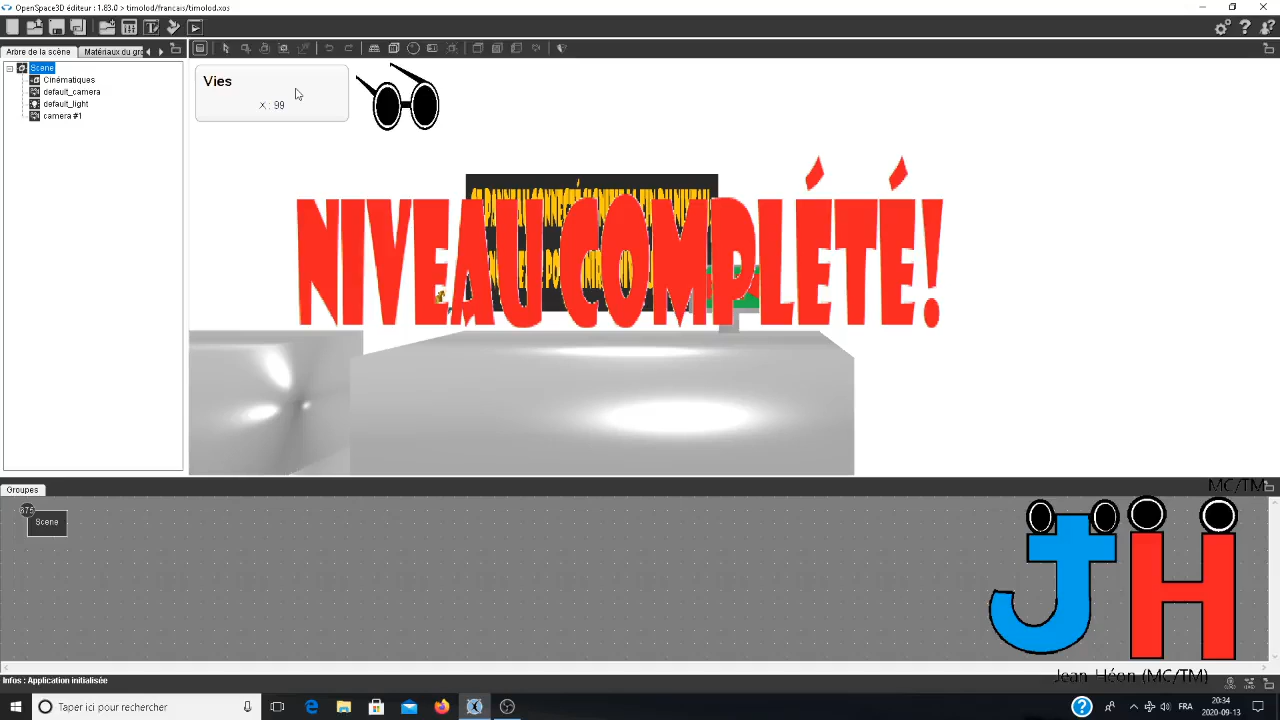 OpenSpace3D éditeur : 1.83.0 > timolod/francais/timolod.xos
Arbre de la scène
Matériaux du gr
Scene
Cinématiques
default_camera
default_light
camera #1
Vies
X : 99
NIVEAU COMPLÉTÉ!
Groupes
675
Scene
MC/TM
JH
Jean-Héon (MC/TM)
Infos : Application initialisée
Taper ici pour rechercher
FRA
20:34
2020-09-13